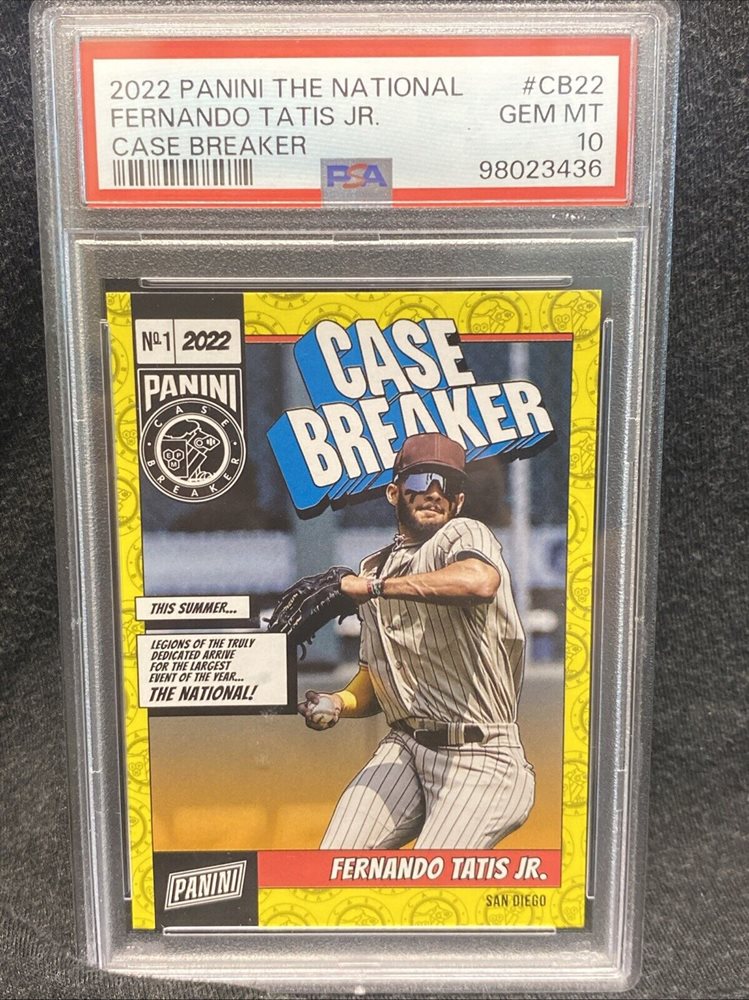 2022 PANINI THE NATIONAL #CB22
FERNANDO TATIS JR. GEM MT
CASE BREAKER 10
PSA 98023436
Nº1 2022
PANINI
CASE
BREAKER
EPM
CASE
BREAKER
THIS SUMMER...
LEGIONS OF THE TRULY
DEDICATED ARRIVE
FOR THE LARGEST
EVENT OF THE YEAR...
THE NATIONAL!
FERNANDO TATIS JR.
PANINI
SAN DIEGO